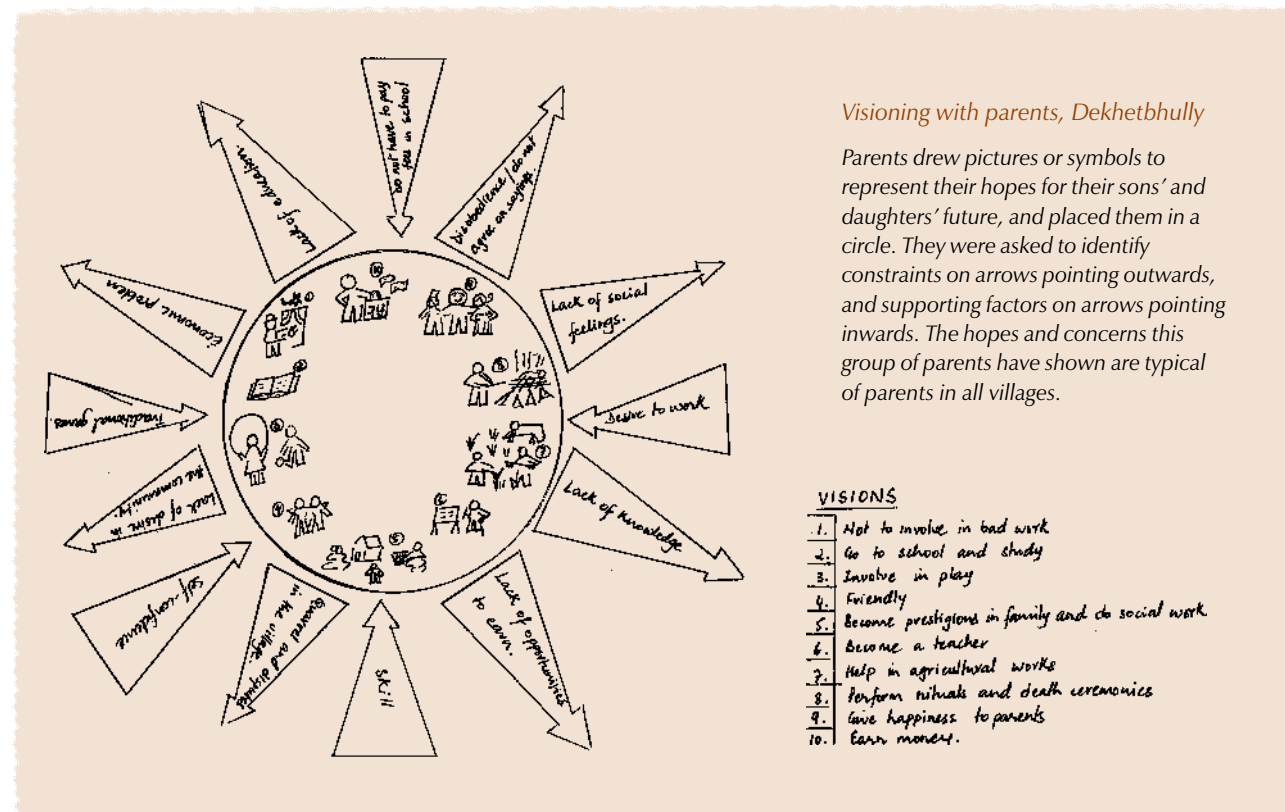 Do not have to pay
fees in school
Disobedience / do not
agree on sayings.
Lack of social
feelings.
Desire to work
Lack of Knowledge
Lack of opportunities
to earn.
Skill
Quarrel and disputes
in the village.
Self-confidence
Lack of desire in
the community.
Traditional games.
Economic problem
Lack of aducation.
Visioning with parents, Dekhetbhully
Parents drew pictures or symbols to
represent their hopes for their sons’ and
daughters’ future, and placed them in a
circle. They were asked to identify
constraints on arrows pointing outwards,
and supporting factors on arrows pointing
inwards. The hopes and concerns this
group of parents have shown are typical
of parents in all villages.
VISIONS
1. Not to involve in bad work
2. Go to school and study
3. Involve in play
4. Friendly
5. Become prestigious in family and do social work
6. Become a teacher
7. Help in agricultural works
8. Perform rituals and death ceremonies
9. Give happiness to parents
10. Earn money.